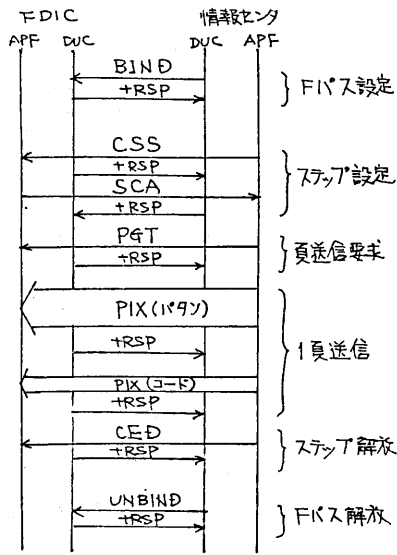 FDIC 情報センタ
APF DUC DUC APF
BIND
+RSP
Fパス設定
CSS
+RSP
SCA
+RSP
ステップ設定
PGT
+RSP
頁送信要求
PIX(パタン)
+RSP
PIX(コード)
+RSP
1頁送信
CED
+RSP
ステップ解放
UNBIND
+RSP
Fパス解放